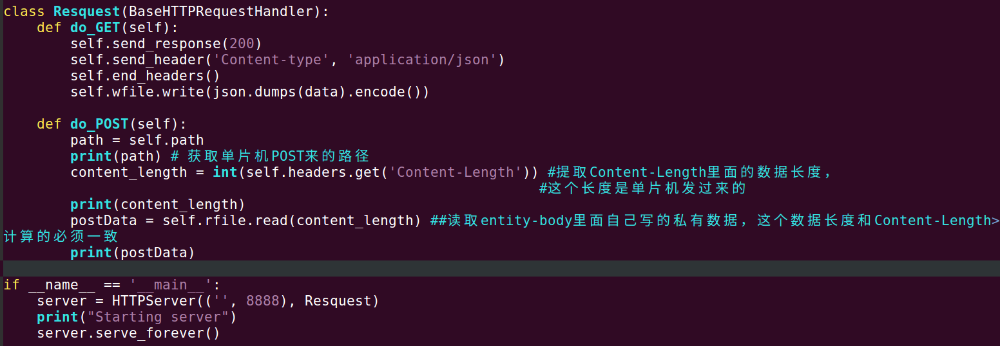 class Resquest(BaseHTTPRequestHandler):
    def do_GET(self):
        self.send_response(200)
        self.send_header('Content-type', 'application/json')
        self.end_headers()
        self.wfile.write(json.dumps(data).encode())

    def do_POST(self):
        path = self.path
        print(path) # 获取单片机POST来的路径
        content_length = int(self.headers.get('Content-Length')) #提取Content-Length里面的数据长度，
                                                                #这个长度是单片机发过来的
        print(content_length)
        postData = self.rfile.read(content_length) ##读取entity-body里面自己写的私有数据，这个数据长度和Content-Length>
计算的必须一致
        print(postData)

if __name__ == '__main__':
    server = HTTPServer(('', 8888), Resquest)
    print("Starting server")
    server.serve_forever()